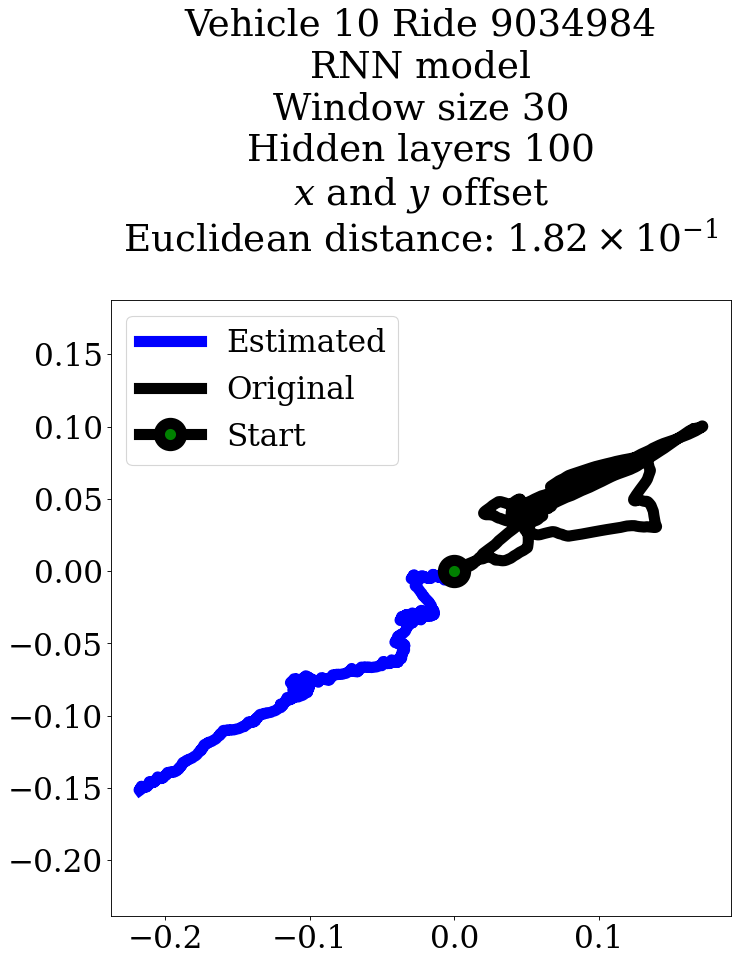 Vehicle 10 Ride 9034984
RNN model
Window size 30
Hidden layers 100
x and y offset
Euclidean distance: 1.82 × 10⁻¹
Estimated
Original
Start
0.15
0.10
0.05
0.00
−0.05
−0.10
−0.15
−0.20
−0.2
−0.1
0.0
0.1